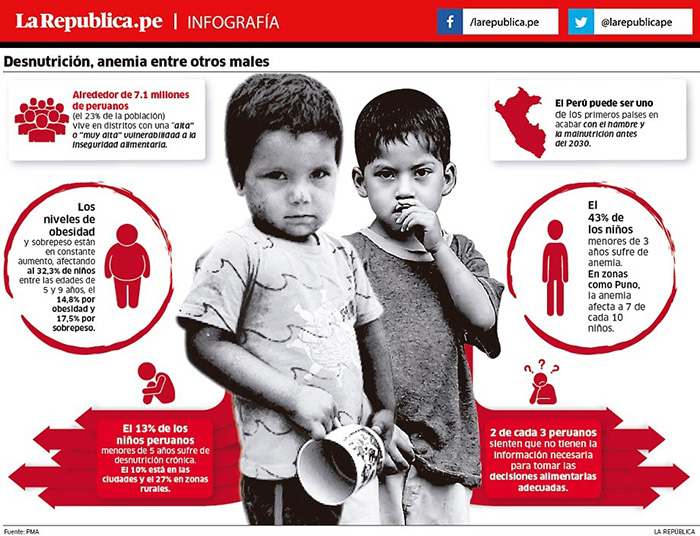 LaRepublica.pe | INFOGRAFÍA
/larepublica.pe
@larepublicape
Desnutrición, anemia entre otros males
Alrededor de 7.1 millones
de peruanos
(el 23% de la población)
vive en distritos con una "alta"
o "muy alta" vulnerabilidad a la
inseguridad alimentaria.
El Perú puede ser uno
de los primeros países en
acabar con el hambre y
la malnutrición antes
del 2030.
Los
niveles de
obesidad
y sobrepeso están
en constante
aumento, afectando
al 32,3% de niños
entre las edades de
5 y 9 años, el
14,8% por
obesidad y
17,5% por
sobrepeso.
El
43% de
los niños
menores de 3
años sufre de
anemia.
En zonas
como Puno,
la anemia
afecta a 7 de
cada 10
niños.
El 13% de los
niños peruanos
menores de 5 años sufre de
desnutrición crónica.
El 10% está en las
ciudades y el 27% en zonas
rurales.
? ? ?
2 de cada 3 peruanos
sienten que no tienen la
información necesaria
para tomar las
decisiones alimentarias
adecuadas.
Fuente: PMA
LA REPÚBLICA